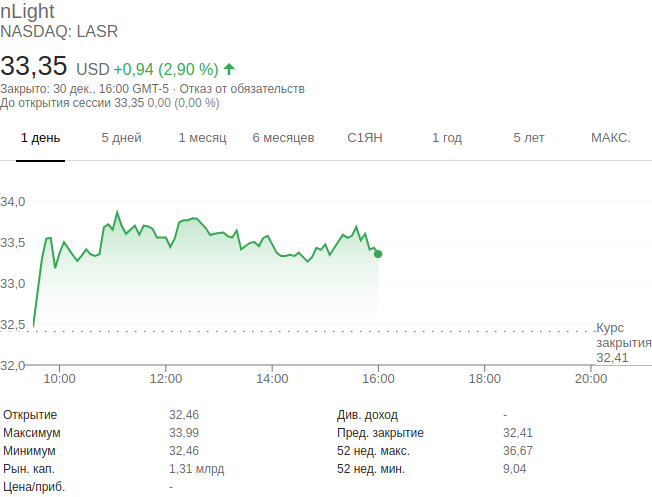 nLight
NASDAQ: LASR
33,35 USD +0,94 (2,90 %)
Закрыто: 30 дек., 16:00 GMT-5 · Отказ от обязательств
До открытия сессии 33,35 0,00 (0,00 %)
1 день 5 дней 1 месяц 6 месяцев С1ЯН 1 год 5 лет МАКС.
34,0
33,5
33,0
32,5
32,0
Курс
закрытия
32,41
10:00 12:00 14:00 16:00 18:00 20:00
Открытие 32,46 Див. доход -
Максимум 33,99 Пред. закрытие 32,41
Минимум 32,46 52 нед. макс. 36,67
Рын. кап. 1,31 млрд 52 нед. мин. 9,04
Цена/приб. -